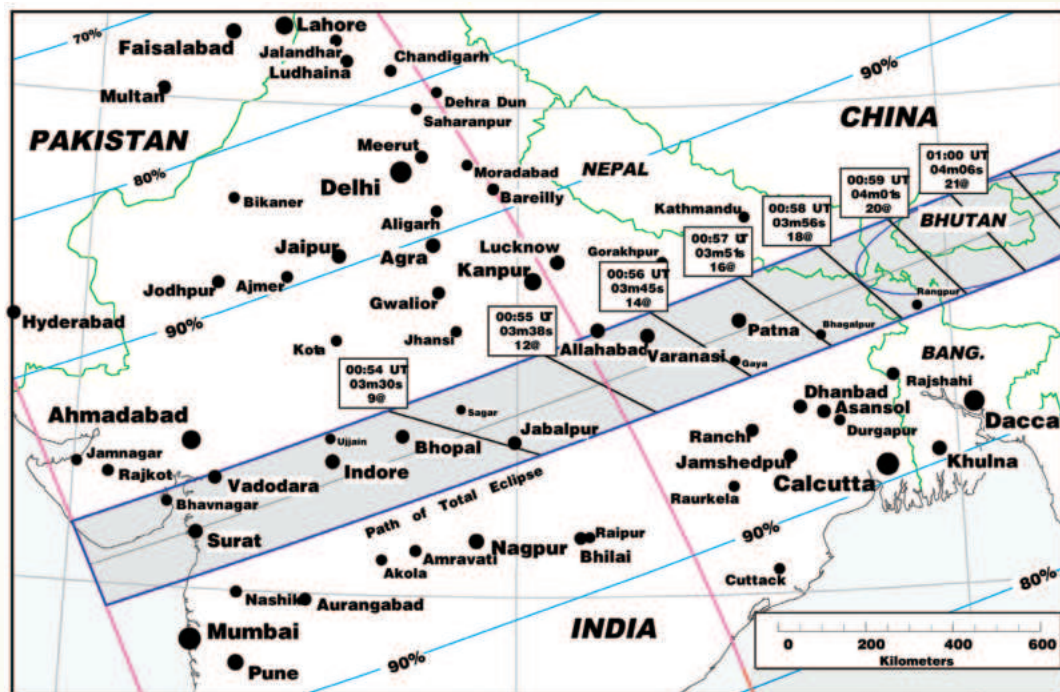 70%
Lahore
Faisalabad
Jalandhar
Ludhaina
Chandigarh
90%
Multan
Dehra Dun
Saharanpur
CHINA
PAKISTAN
80%
Meerut
Delhi
Moradabad
Bareilly
NEPAL
01:00 UT
04m06s
21@
00:59 UT
04m01s
20@
BHUTAN
Bikaner
Aligarh
Kathmandu
00:58 UT
03m56s
18@
Jaipur
Agra
Lucknow
Kanpur
Gorakhpur
00:57 UT
03m51s
16@
Jodhpur
Ajmer
Gwalior
00:56 UT
03m45s
14@
Rangpur
Hyderabad
90%
Kota
Jhansi
00:55 UT
03m38s
12@
Allahabad
Varanasi
Patna
Bhagalpur
Gaya
BANG.
00:54 UT
03m30s
9@
Rajshahi
Dhanbad
Asansol
Durgapur
Dacca
Ahmadabad
Sagar
Ujjain
Bhopal
Jabalpur
Ranchi
Jamnagar
Rajkot
Indore
Jamshedpur
Calcutta
Khulna
Vadodara
Bhavnagar
Raurkela
Path of Total Eclipse
Surat
Nagpur
Raipur
Bhilai
90%
Amravati
Akola
Cuttack
80%
Nashik
Aurangabad
Mumbai
INDIA
Pune
90%
0 200 400 600
Kilometers